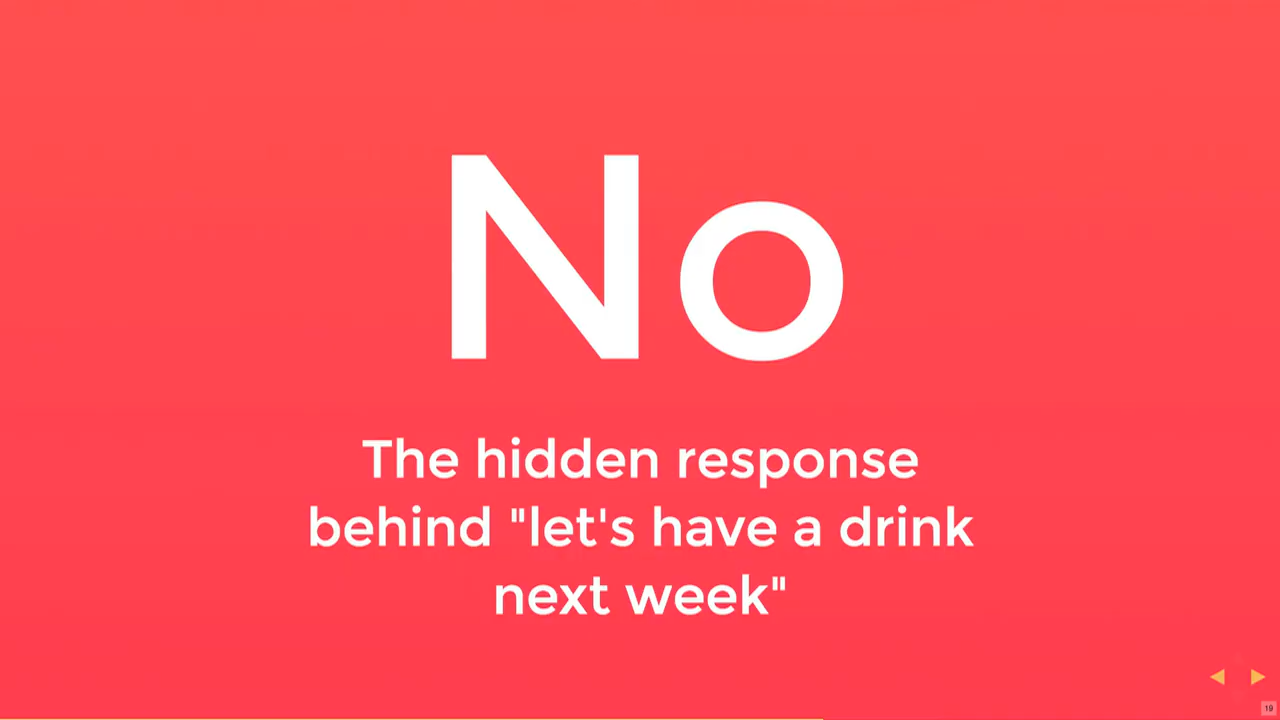 No
The hidden response
behind "let's have a drink
next week"
19